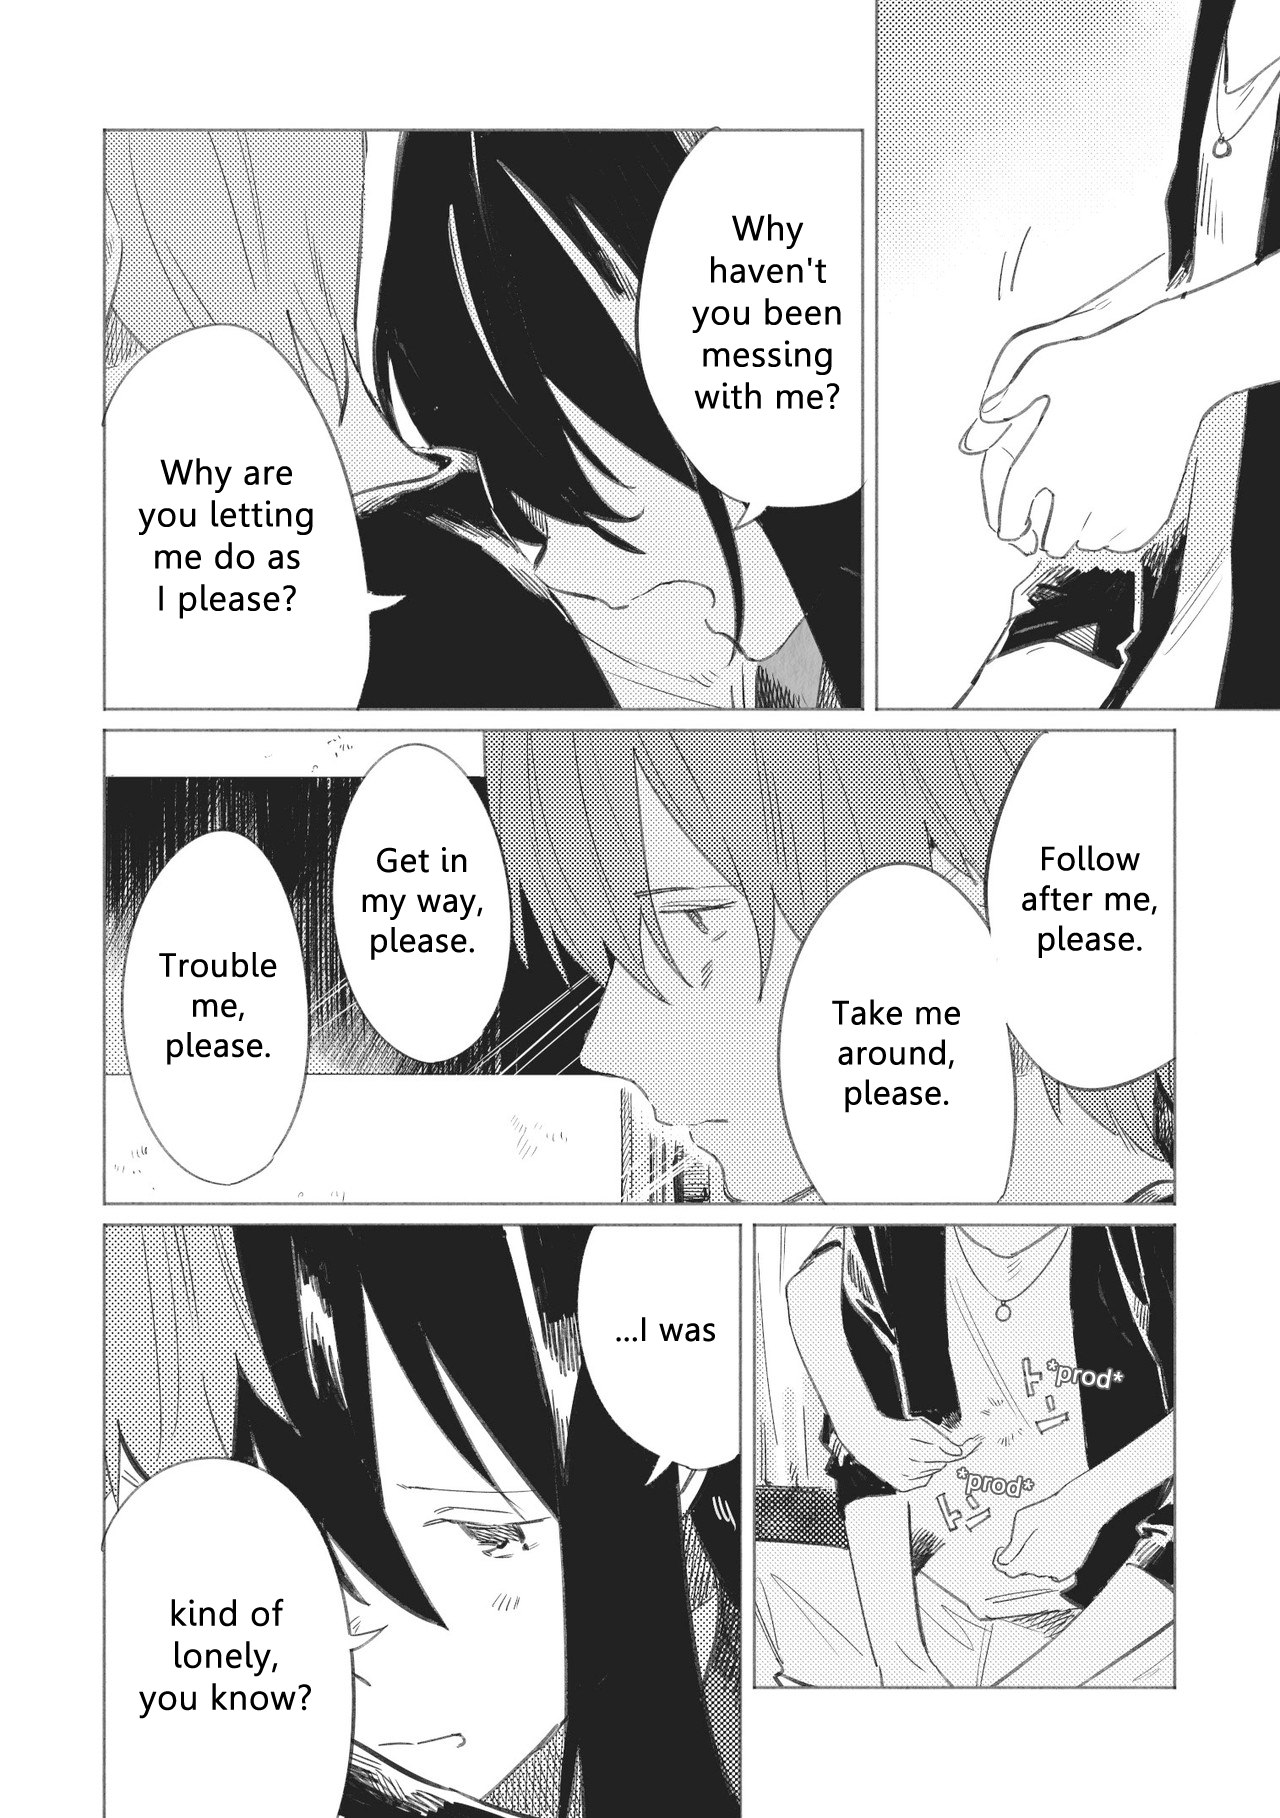 Why
haven't
you been
messing
with me?
Why are
you letting
me do as
I please?
Follow
after me,
please.
Take me
around,
please.
Get in
my way,
please.
Trouble
me,
please.
*prod*
トン
*prod*
トン
...I was
kind of
lonely,
you know?